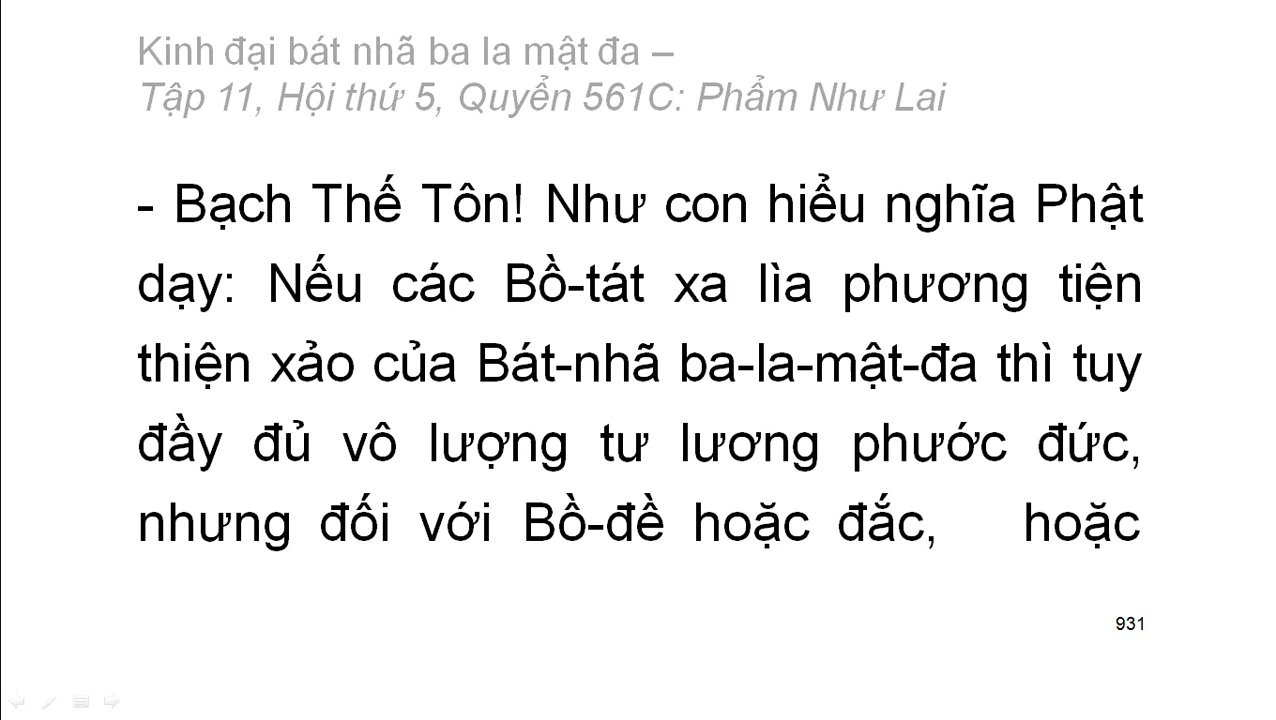 Kinh đại bát nhã ba la mật đa –
Tập 11, Hội thứ 5, Quyển 561C: Phẩm Như Lai
- Bạch Thế Tôn! Như con hiểu nghĩa Phật
dạy: Nếu các Bồ-tát xa lìa phương tiện
thiện xảo của Bát-nhã ba-la-mật-đa thì tuy
đầy đủ vô lượng tư lương phước đức,
nhưng đối với Bồ-đề hoặc đắc, hoặc
931